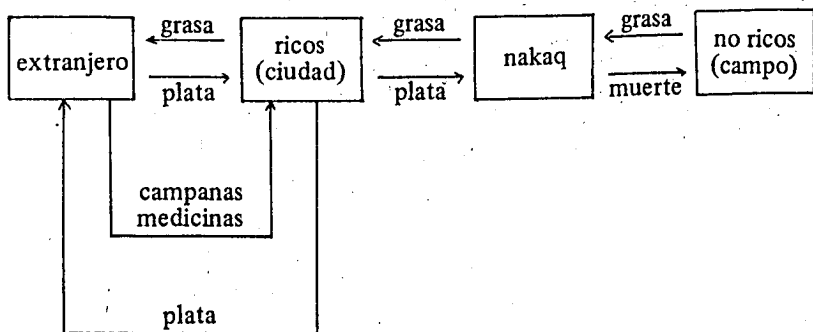 grasa
grasa
grasa
extranjero
ricos
(ciudad)
nakaq
no ricos
(campo)
plata
plata
muerte
campanas
medicinas
plata